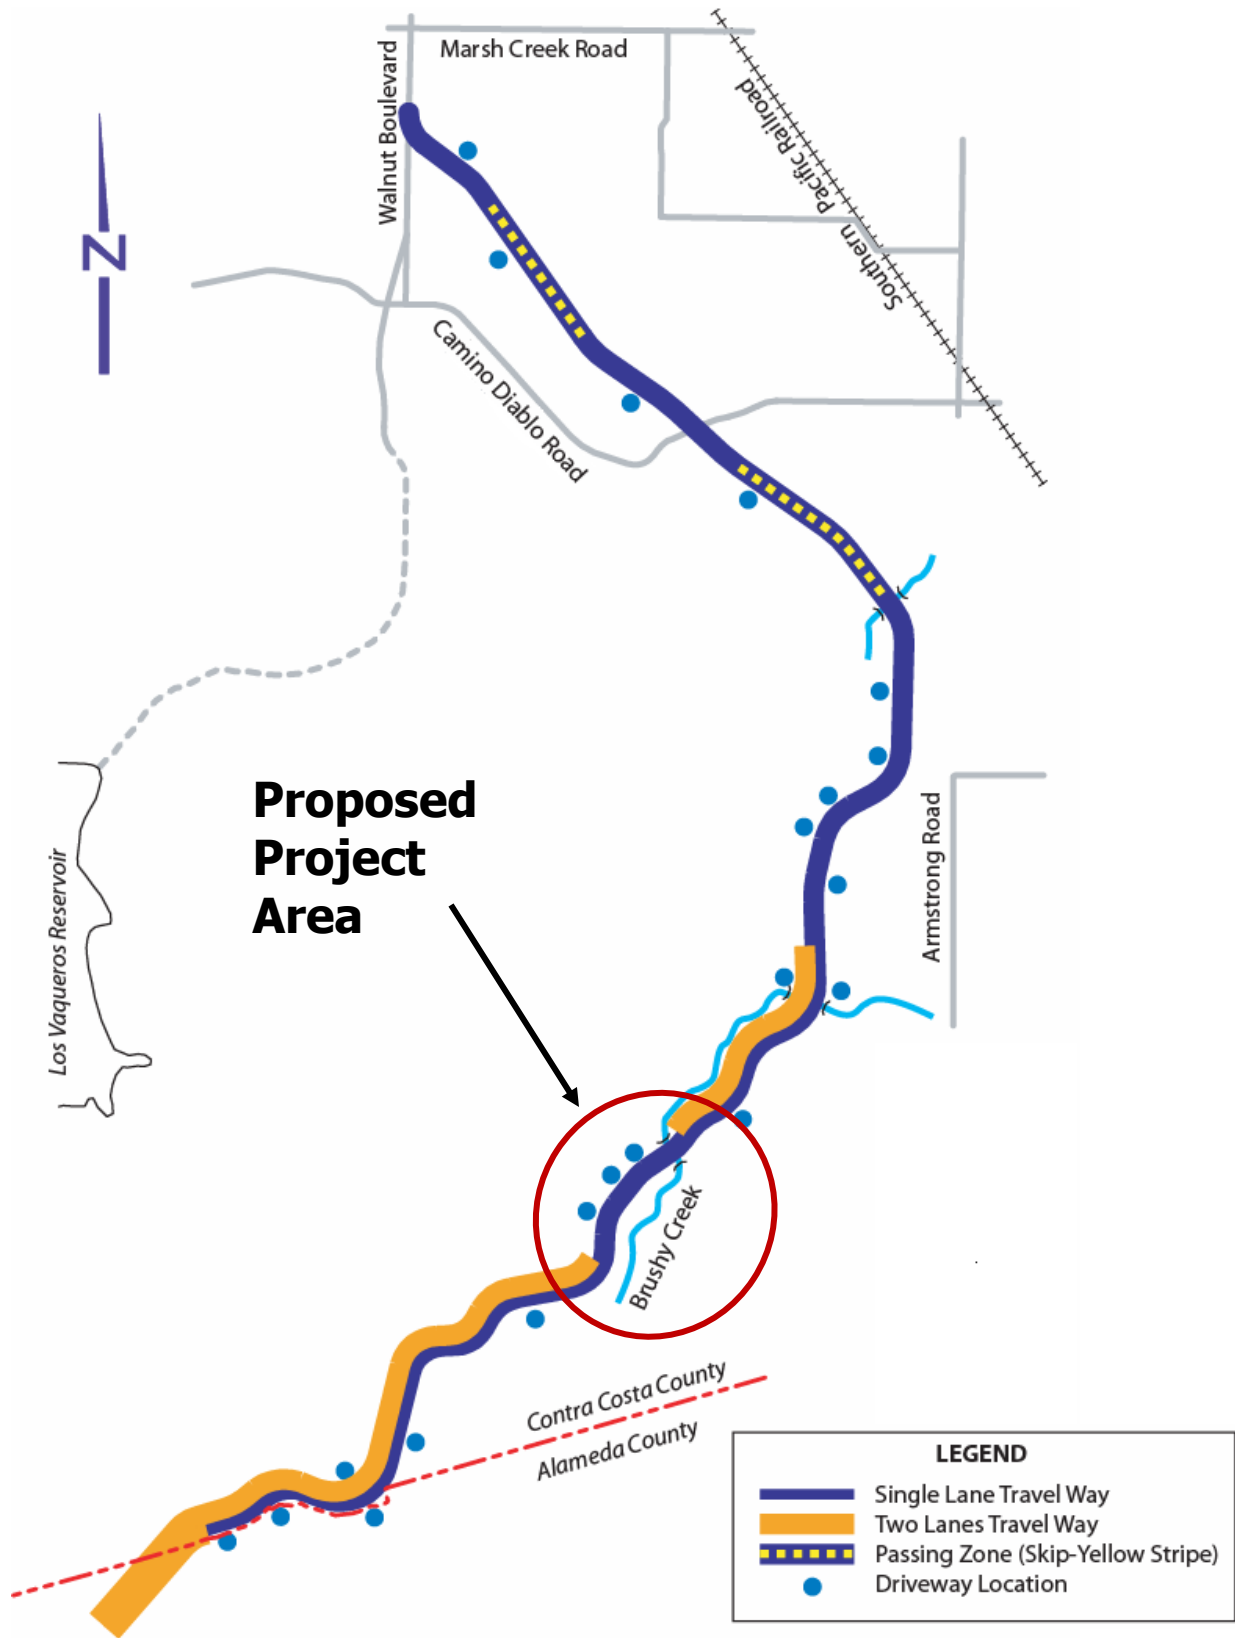 Marsh Creek Road
Walnut Boulevard
Southern Pacific Railroad
N
Camino Diablo Road
Proposed
Project
Area
Armstrong Road
Los Vaqueros Reservoir
Brushy Creek
Contra Costa County
Alameda County
LEGEND
Single Lane Travel Way
Two Lanes Travel Way
Passing Zone (Skip-Yellow Stripe)
Driveway Location